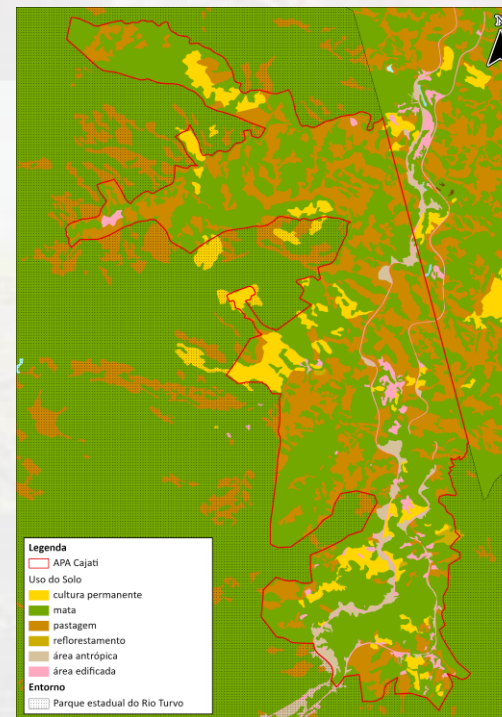 N
Legenda
APA Cajati
Uso do Solo
cultura permanente
mata
pastagem
reflorestamento
área antrópica
área edificada
Entorno
Parque estadual do Rio Turvo